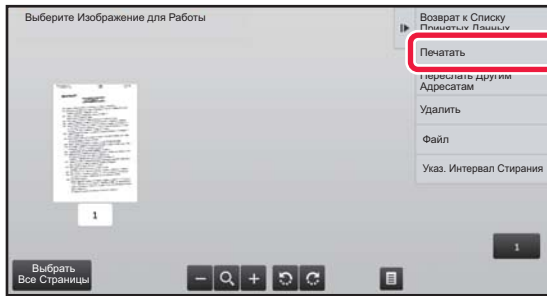 Выберите Изображение для Работы
Возврат к Списку
Принятых Данных
Печатать
Переслать Другим
Адресатам
Удалить
Файл
Указ. Интервал Стирания
1
1
Выбрать
Все Страницы